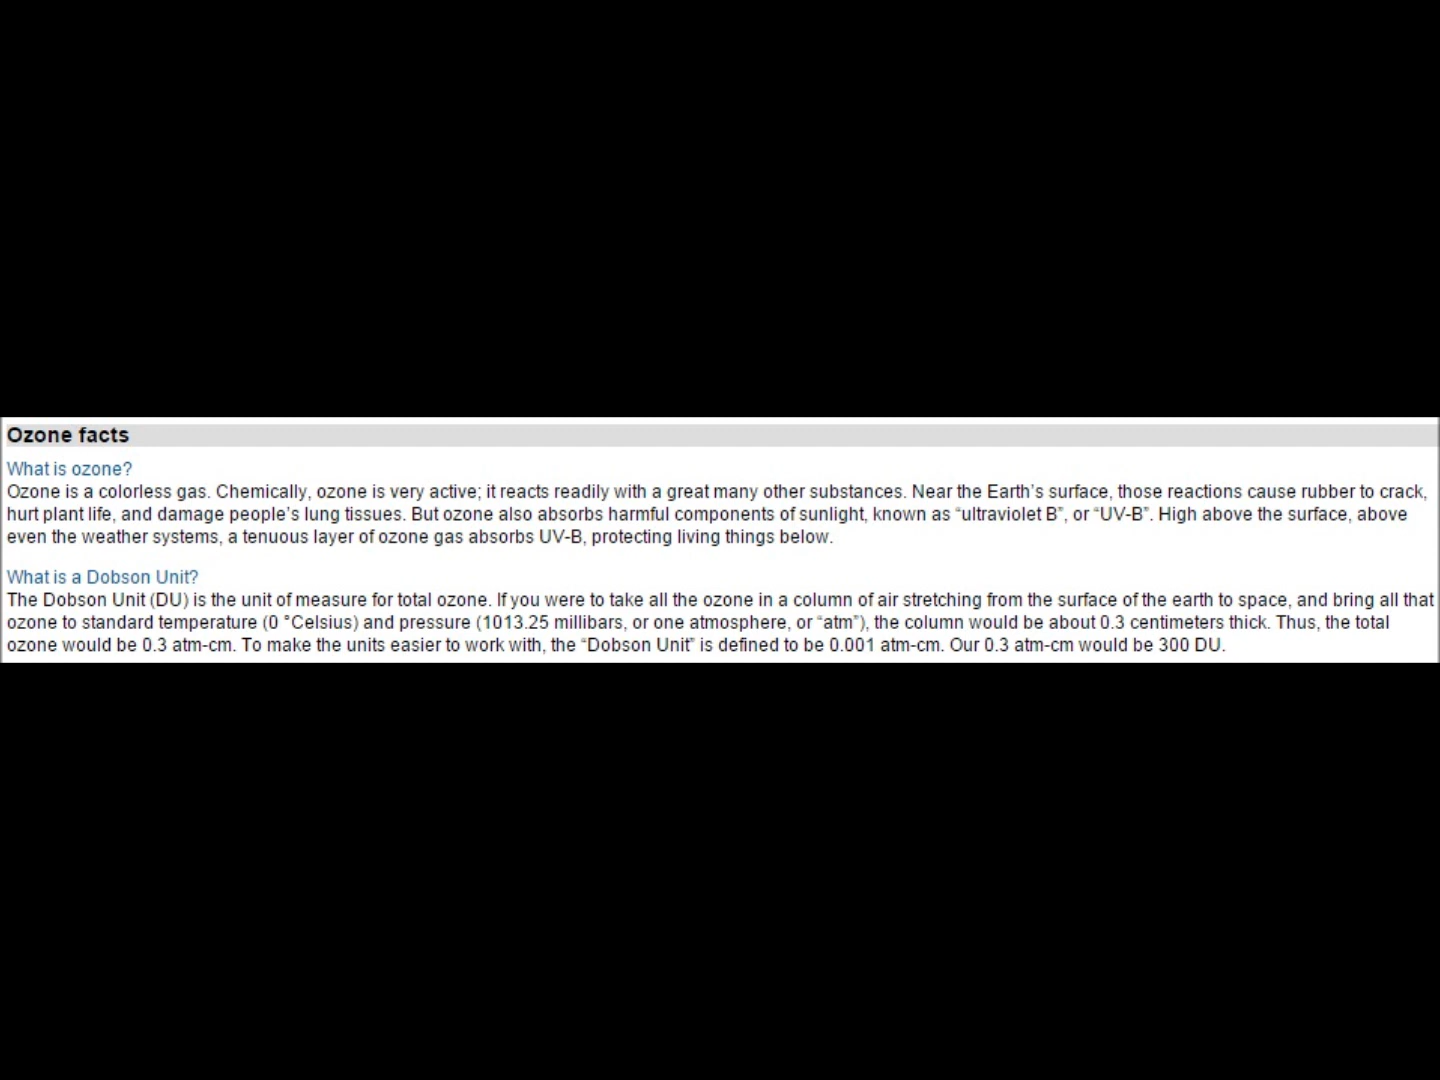 Ozone facts
What is ozone?
Ozone is a colorless gas. Chemically, ozone is very active; it reacts readily with a great many other substances. Near the Earth’s surface, those reactions cause rubber to crack,
hurt plant life, and damage people’s lung tissues. But ozone also absorbs harmful components of sunlight, known as “ultraviolet B”, or “UV-B”. High above the surface, above
even the weather systems, a tenuous layer of ozone gas absorbs UV-B, protecting living things below.
What is a Dobson Unit?
The Dobson Unit (DU) is the unit of measure for total ozone. If you were to take all the ozone in a column of air stretching from the surface of the earth to space, and bring all that
ozone to standard temperature (0 °Celsius) and pressure (1013.25 millibars, or one atmosphere, or “atm”), the column would be about 0.3 centimeters thick. Thus, the total
ozone would be 0.3 atm-cm. To make the units easier to work with, the “Dobson Unit” is defined to be 0.001 atm-cm. Our 0.3 atm-cm would be 300 DU.